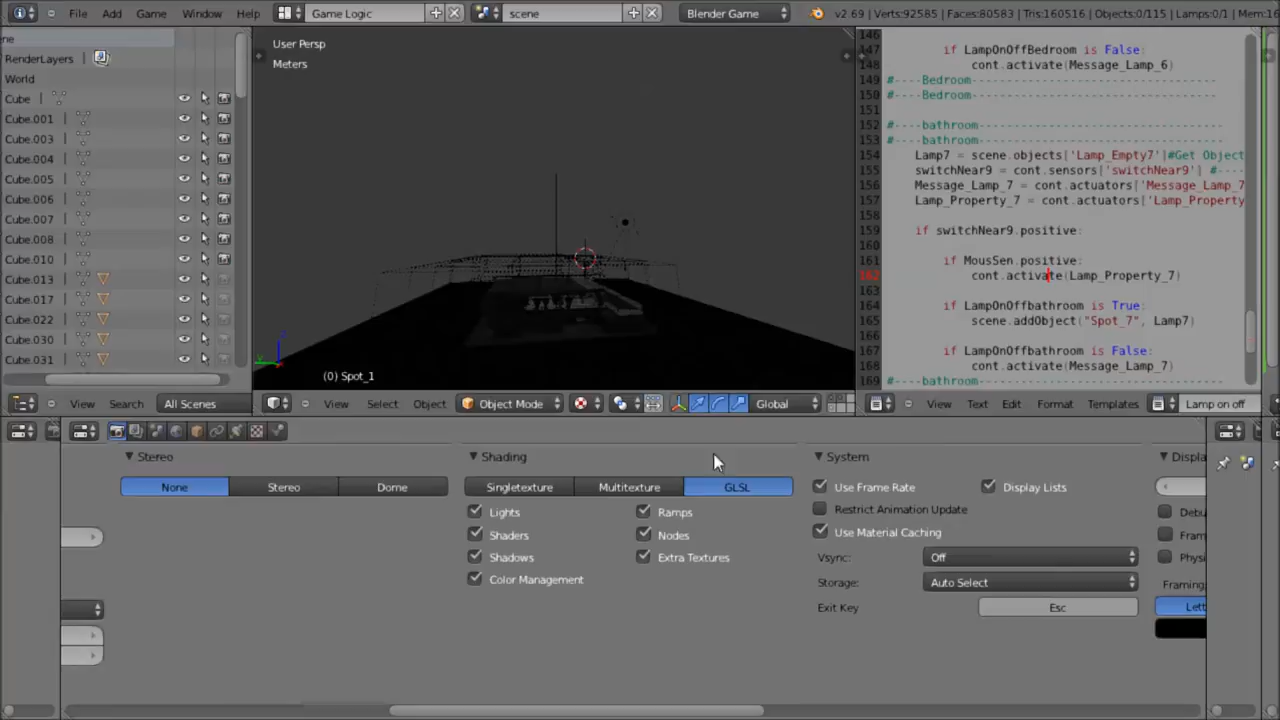 File Add Game Window Help Game Logic scene Blender Game v2.69 | Verts:92585 | Faces:80583 | Tris:160516 | Objects:0/115 | Lamps:0/1 | Mem:16
ne
RenderLayers
World
Cube
Cube.001
Cube.003
Cube.004
Cube.005
Cube.006
Cube.007
Cube.008
Cube.010
Cube.013
Cube.017
Cube.022
Cube.030
Cube.031
View Search All Scenes
User Persp
Meters
(0) Spot_1
View Select Object Object Mode Global
146
147 if LampOnOffBedroom is False:
148 cont.activate(Message_Lamp_6)
149 #----Bedroom------------------------------------
150 #----Bedroom------------------------------------
151
152 #----bathroom-----------------------------------
153 #----bathroom-----------------------------------
154 Lamp7 = scene.objects['Lamp_Empty7']#Get Object
155 switchNear9 = cont.sensors['switchNear9'] #----
156 Message_Lamp_7 = cont.actuators['Message_Lamp_7
157 Lamp_Property_7 = cont.actuators['Lamp_Property
158
159 if switchNear9.positive:
160
161 if MousSen.positive:
162 cont.activate(Lamp_Property_7)
163
164 if LampOnOffbathroom is True:
165 scene.addObject("Spot_7", Lamp7)
166
167 if LampOnOffbathroom is False:
168 cont.activate(Message_Lamp_7)
169 #----bathroom-----------------------------------
View Text Edit Format Templates Lamp on off
Stereo
None Stereo Dome
Shading
Singletexture Multitexture GLSL
Lights Ramps
Shaders Nodes
Shadows Extra Textures
Color Management
System
Use Frame Rate Display Lists
Restrict Animation Update
Use Material Caching
Vsync: Off
Storage: Auto Select
Exit Key Esc
Displa
Debu
Fram
Physi
Framing:
Lett